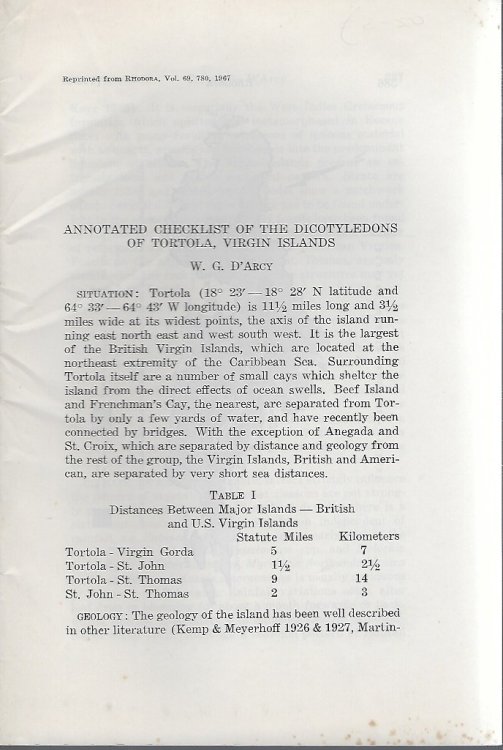 Reprinted from RHODORA, Vol. 69, 780, 1967
ANNOTATED CHECKLIST OF THE DICOTYLEDONS
OF TORTOLA, VIRGIN ISLANDS
W. G. D'ARCY
SITUATION: Tortola (18° 23′ — 18° 28′ N latitude and
64° 33′ — 64° 43′ W longitude) is 11½ miles long and 3½
miles wide at its widest points, the axis of the island run-
ning east north east and west south west. It is the largest
of the British Virgin Islands, which are located at the
northeast extremity of the Caribbean Sea. Surrounding
Tortola itself are a number of small cays which shelter the
island from the direct effects of ocean swells. Beef Island
and Frenchman's Cay, the nearest, are separated from Tor-
tola by only a few yards of water, and have recently been
connected by bridges. With the exception of Anegada and
St. Croix, which are separated by distance and geology from
the rest of the group, the Virgin Islands, British and Ameri-
can, are separated by very short sea distances.
TABLE I
Distances Between Major Islands — British
and U.S. Virgin Islands
Statute Miles Kilometers
Tortola - Virgin Gorda 5 7
Tortola - St. John 1½ 2½
Tortola - St. Thomas 9 14
St. John - St. Thomas 2 3
GEOLOGY: The geology of the island has been well described
in other literature (Kemp & Meyerhoff 1926 & 1927, Martin-